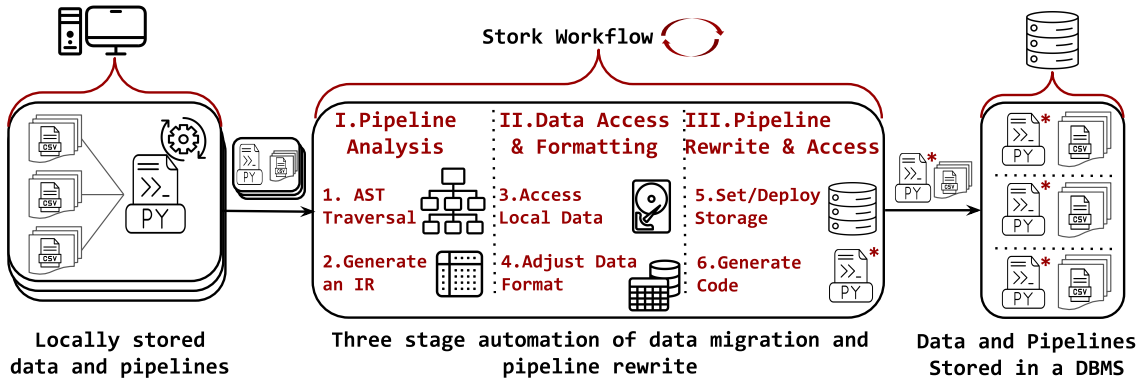 Stork Workflow
CSV
CSV
CSV
PY
PY
CSV
I.Pipeline
Analysis
1. AST
Traversal
2.Generate
an IR
II.Data Access
& Formatting
3.Access
Local Data
4.Adjust Data
Format
III.Pipeline
Rewrite & Access
5.Set/Deploy
Storage
6.Generate
Code
*
PY
*
PY
CSV
*
PY
CSV
*
PY
CSV
*
PY
CSV
Locally stored
data and pipelines
Three stage automation of data migration and
pipeline rewrite
Data and Pipelines
Stored in a DBMS